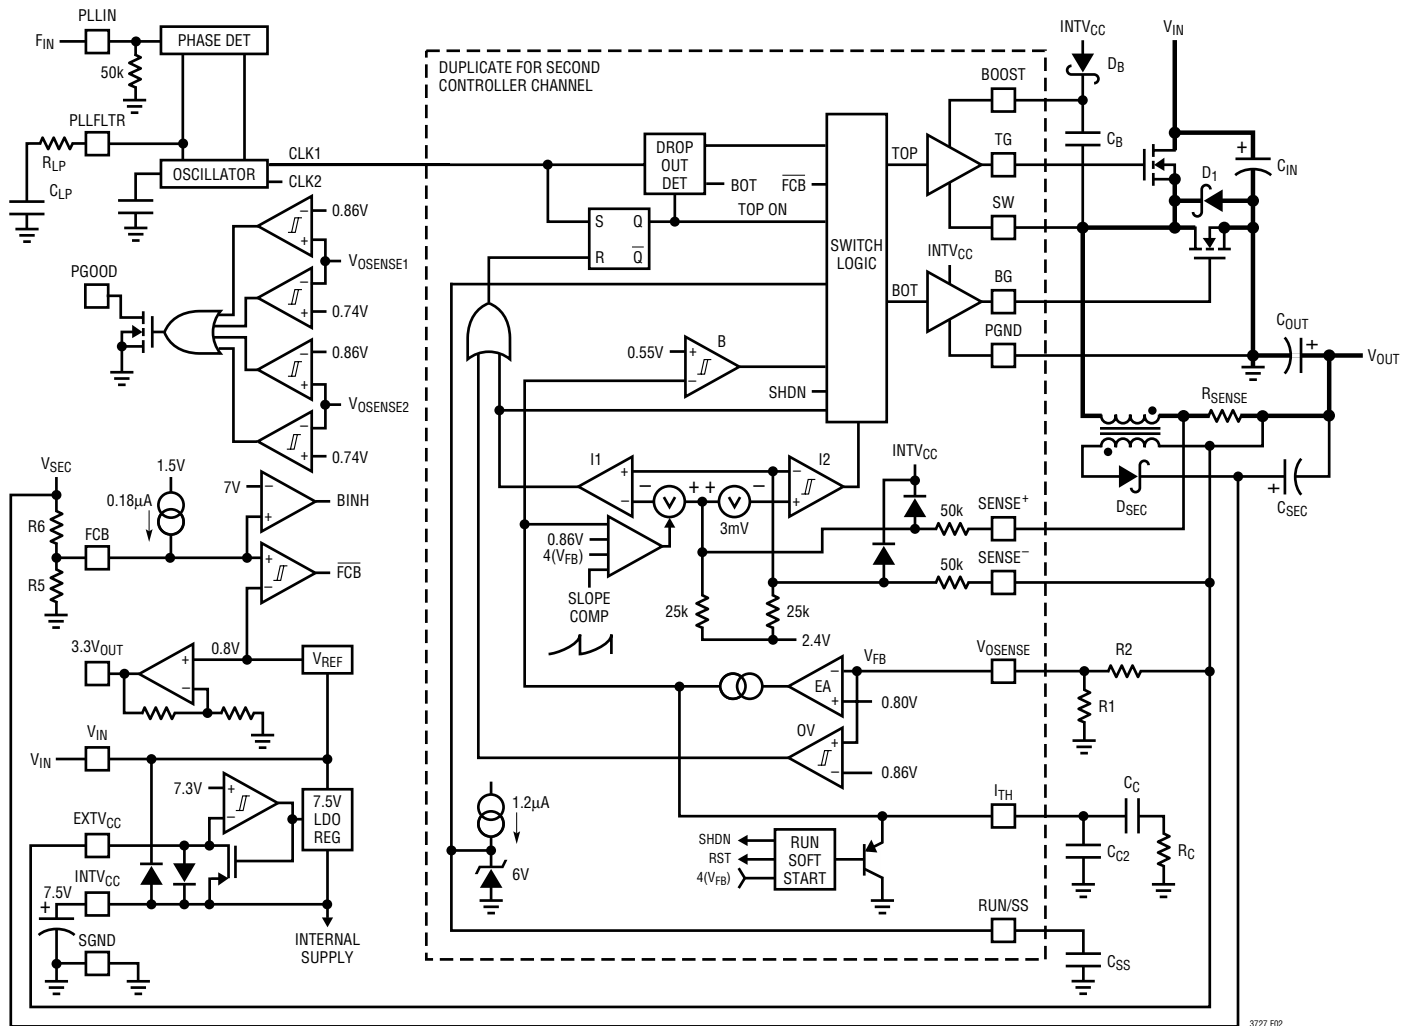 PLLIN
F_IN
PHASE DET
50k
PLLFLTR
R_LP
C_LP
OSCILLATOR
CLK1
CLK2
−
0.86V
+
V_OSENSE1
−
+
0.74V
PGOOD
−
0.86V
+
V_OSENSE2
−
+
0.74V
V_SEC
1.5V
0.18µA
7V
−
+
BINH
R6
FCB
R5
+
−
F̅C̅B̅
3.3V_OUT
+
−
0.8V
V_REF
V_IN
V_IN
7.3V
+
−
7.5V
LDO
REG
EXTV_CC
INTV_CC
7.5V
+
SGND
INTERNAL
SUPPLY
DUPLICATE FOR SECOND
CONTROLLER CHANNEL
DROP
OUT
DET
BOT
F̅C̅B̅
TOP ON
S
Q
R
Q̅
SWITCH
LOGIC
TOP
BOT
INTV_CC
0.55V
+
−
B
SHDN
I1
+
−
−
V
+ +
V
−
3mV
I2
−
+
0.86V
4(V_FB)
SLOPE
COMP
25k
25k
2.4V
INTV_CC
50k
50k
V_FB
−
EA
+
0.80V
OV
+
−
0.86V
1.2µA
6V
SHDN
RST
4(V_FB)
RUN
SOFT
START
BOOST
TG
SW
BG
PGND
SENSE+
SENSE−
V_OSENSE
I_TH
RUN/SS
INTV_CC
D_B
C_B
V_IN
+
C_IN
D_1
C_OUT
+
V_OUT
R_SENSE
D_SEC
+
C_SEC
R2
R1
C_C
C_C2
R_C
C_SS
3727 F02